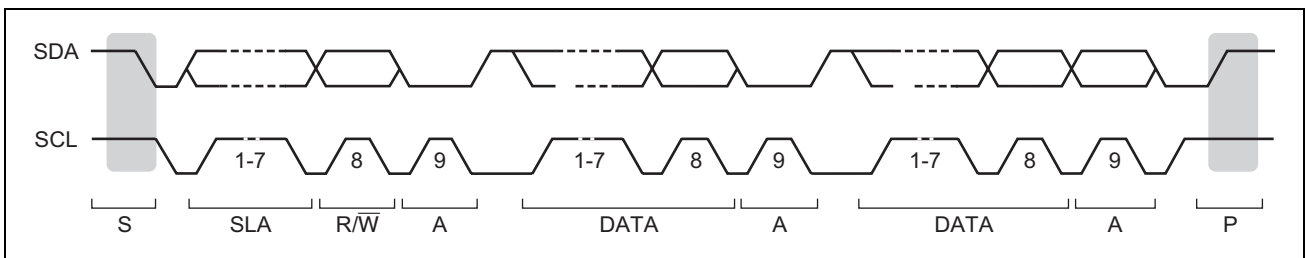 SDA
SCL
1-7 8 9 1-7 8 9 1-7 8 9
S SLA R/W̅ A DATA A DATA A P